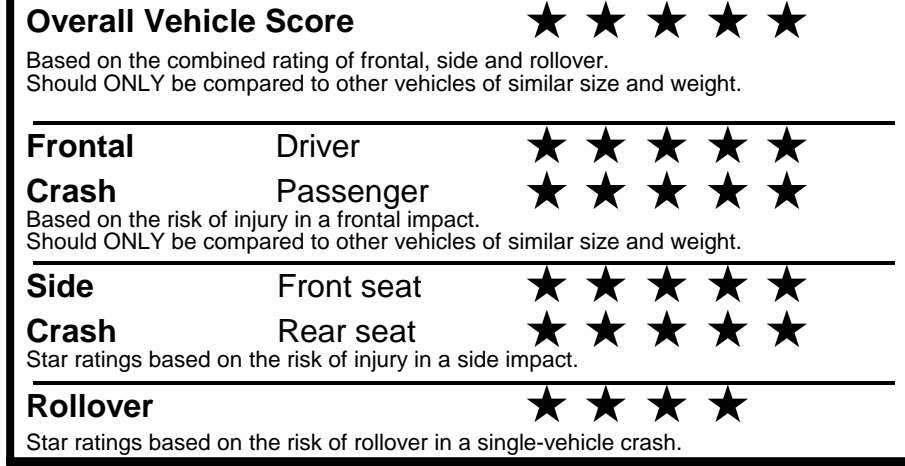 Overall Vehicle Score ★ ★ ★ ★ ★
Based on the combined rating of frontal, side and rollover.
Should ONLY be compared to other vehicles of similar size and weight.
Frontal Driver ★ ★ ★ ★ ★
Crash Passenger ★ ★ ★ ★ ★
Based on the risk of injury in a frontal impact.
Should ONLY be compared to other vehicles of similar size and weight.
Side Front seat ★ ★ ★ ★ ★
Crash Rear seat ★ ★ ★ ★ ★
Star ratings based on the risk of injury in a side impact.
Rollover ★ ★ ★ ★
Star ratings based on the risk of rollover in a single-vehicle crash.